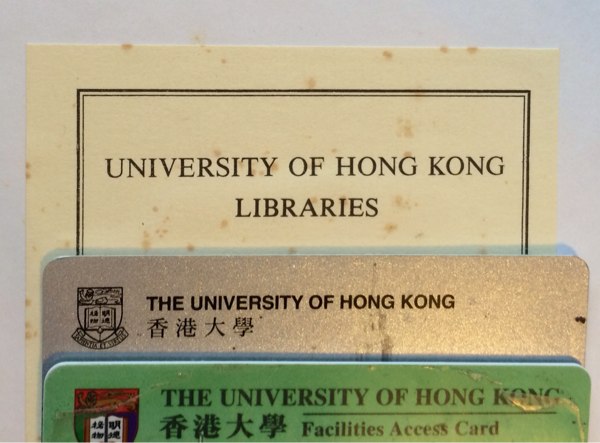 UNIVERSITY OF HONG KONG
LIBRARIES
THE UNIVERSITY OF HONG KONG
香港大學
THE UNIVERSITY OF HONG KONG
香港大學 Facilities Access Card